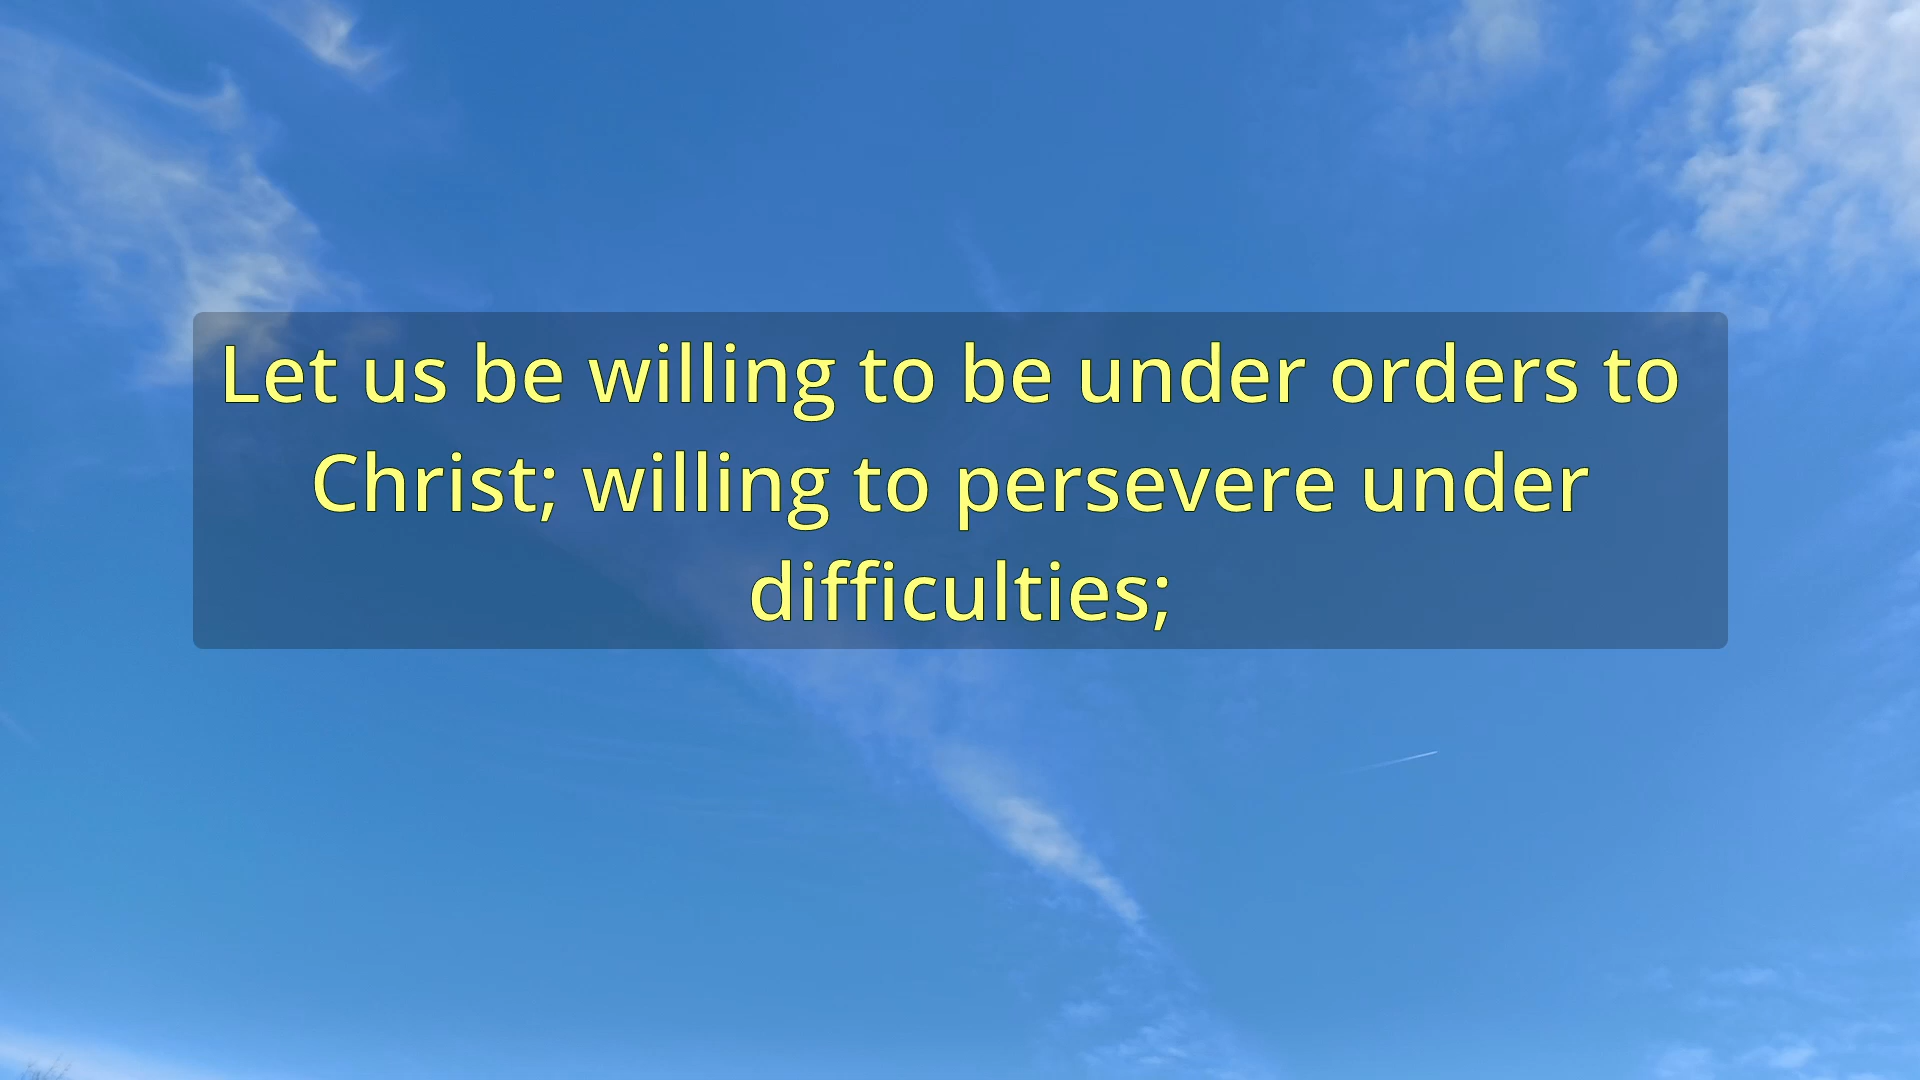 Let us be willing to be under orders to
Christ; willing to persevere under
difficulties;